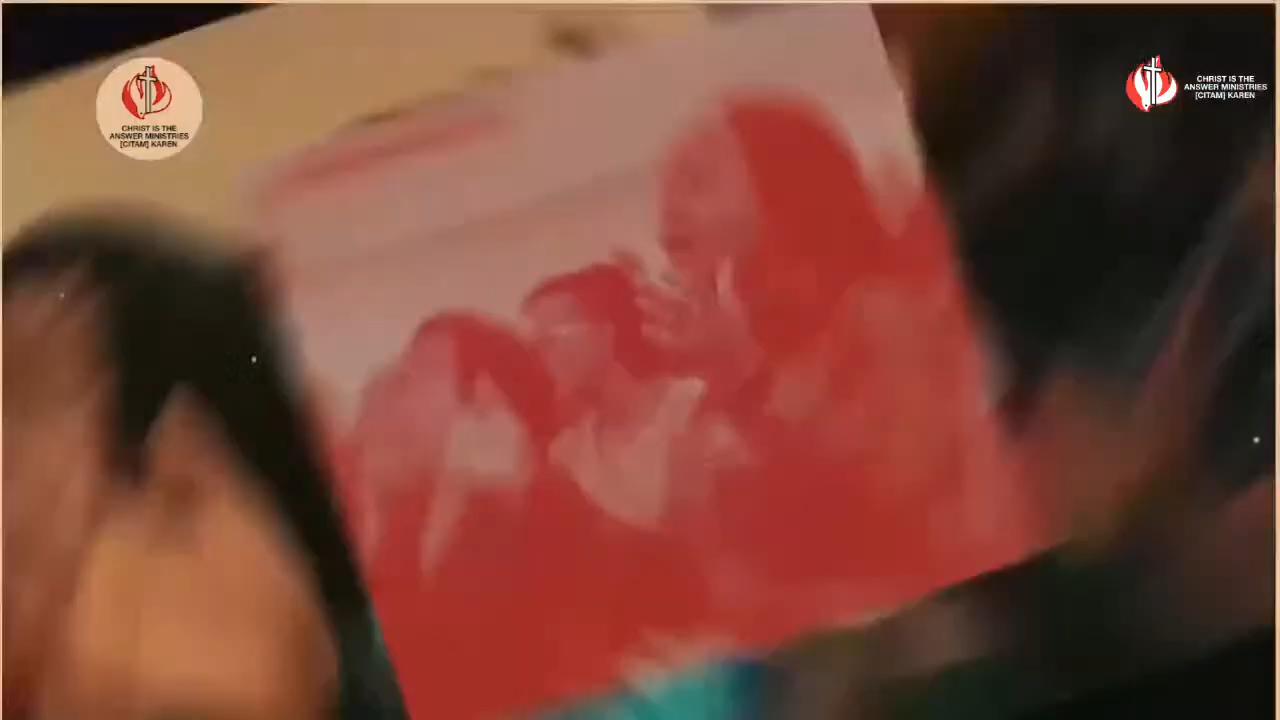 CHRIST IS THE
ANSWER MINISTRIES
[CITAM] KAREN
CHRIST IS THE
ANSWER MINISTRIES
[CITAM] KAREN